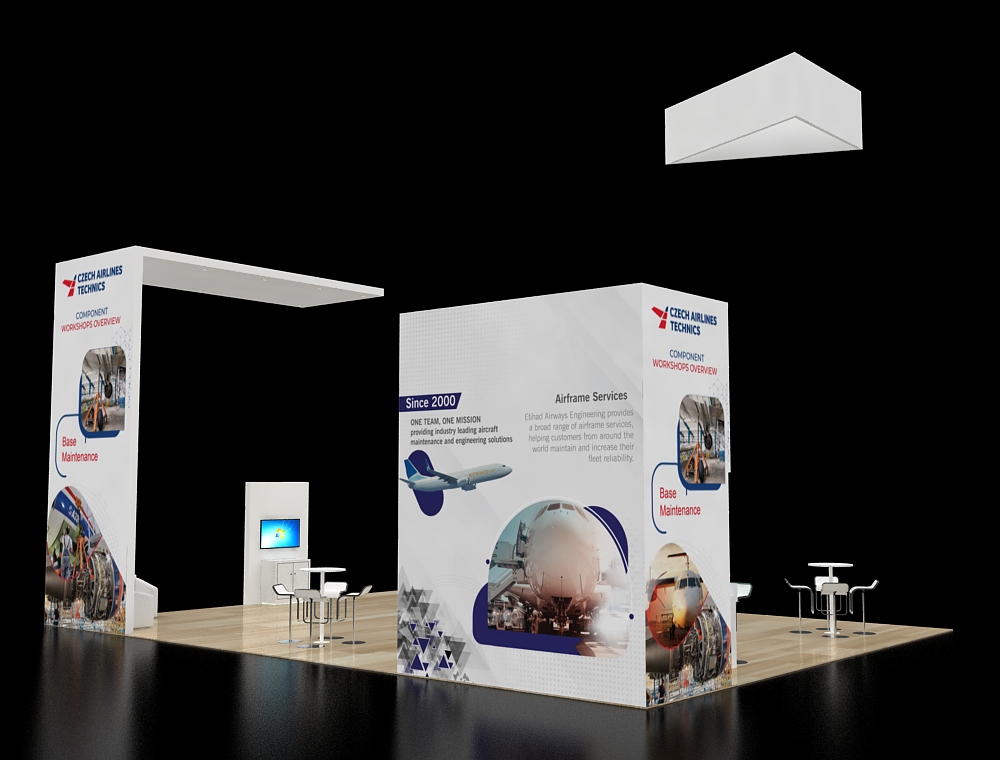 CZECH AIRLINES
TECHNICS
COMPONENT
WORKSHOPS OVERVIEW
Base
Maintenance
Since 2000
ONE TEAM, ONE MISSION
providing industry leading aircraft
maintenance and engineering solutions
Airframe Services
Etihad Airways Engineering provides
a broad range of airframe services,
helping customers from around the
world maintain and increase their
fleet reliability.
CZECH AIRLINES
TECHNICS
COMPONENT
WORKSHOPS OVERVIEW
Base
Maintenance